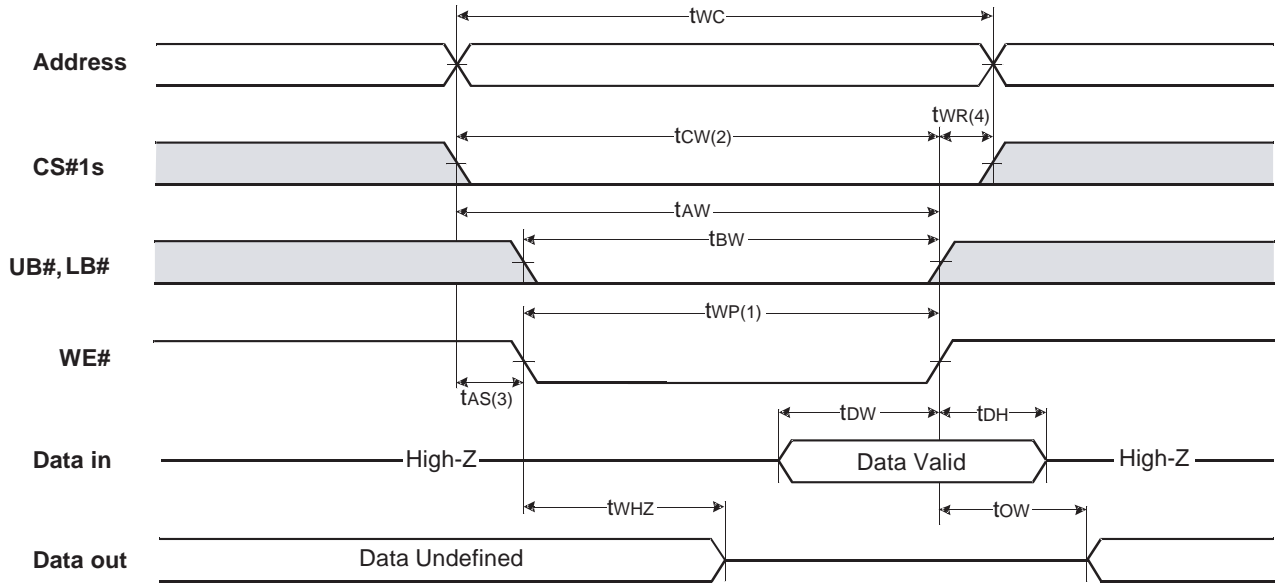 tWC
Address
tCW(2)
tWR(4)
CS#1s
tAW
tBW
UB#, LB#
tWP(1)
WE#
tAS(3)
tDW
tDH
Data in
High-Z
Data Valid
High-Z
tWHZ
tOW
Data out
Data Undefined